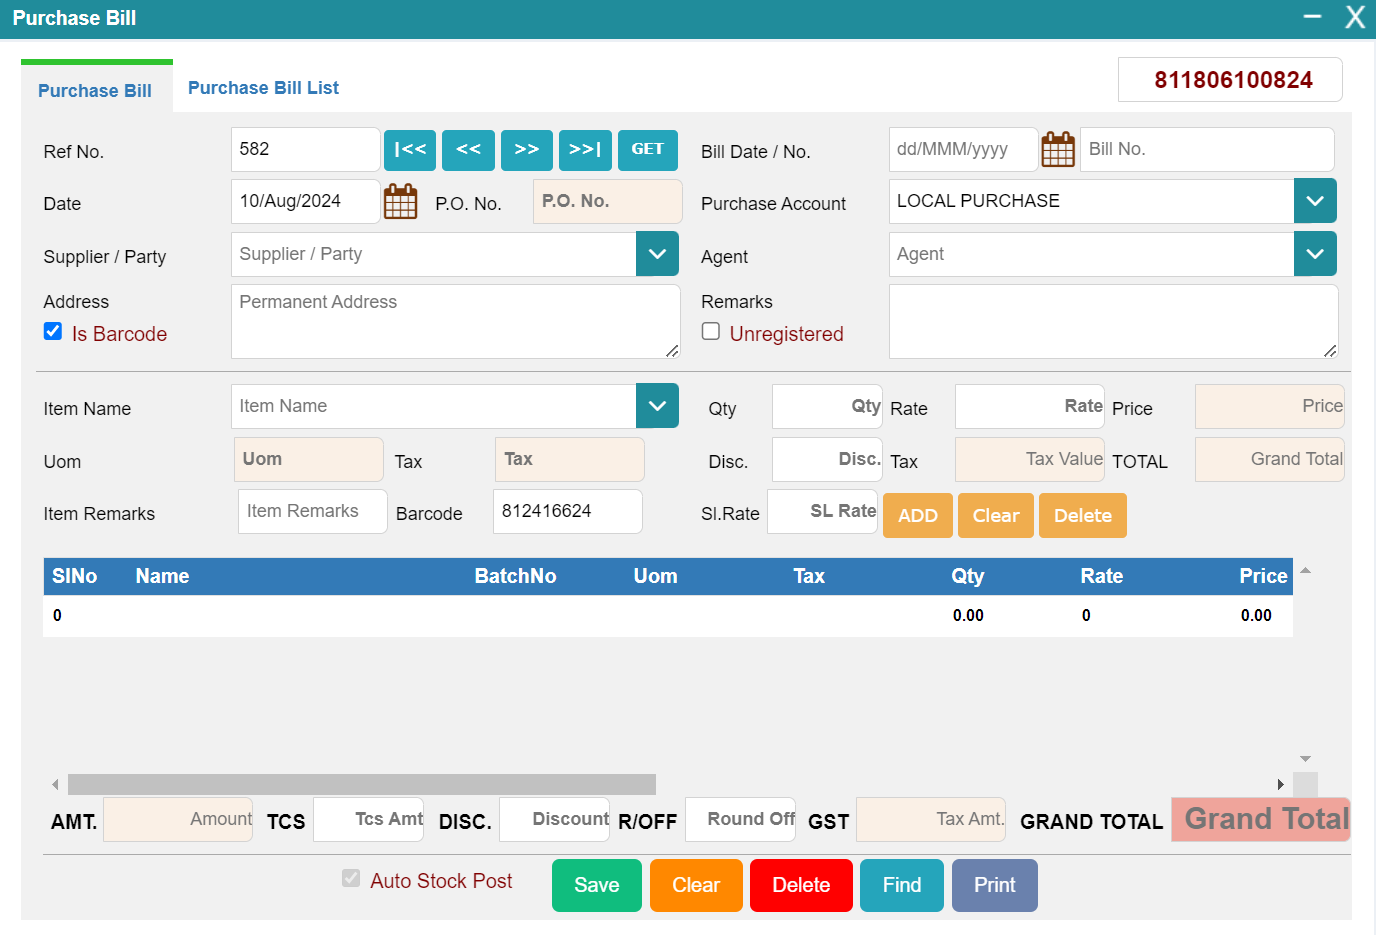 Purchase Bill
Purchase Bill
Purchase Bill List
811806100824
Ref No. 582 |<< << >> >>| GET Bill Date / No. dd/MMM/yyyy Bill No.
Date 10/Aug/2024 P.O. No. P.O. No. Purchase Account LOCAL PURCHASE
Supplier / Party Supplier / Party Agent Agent
Address Permanent Address Remarks
Is Barcode Unregistered
Item Name Item Name Qty Qty Rate Rate Price Price
Uom Uom Tax Tax Disc. Disc. Tax Tax Value TOTAL Grand Total
Item Remarks Item Remarks Barcode 812416624 Sl.Rate SL Rate ADD Clear Delete
SlNo Name BatchNo Uom Tax Qty Rate Price
0 0.00 0 0.00
AMT. Amount TCS Tcs Amt DISC. Discount R/OFF Round Off GST Tax Amt. GRAND TOTAL Grand Total
Auto Stock Post Save Clear Delete Find Print